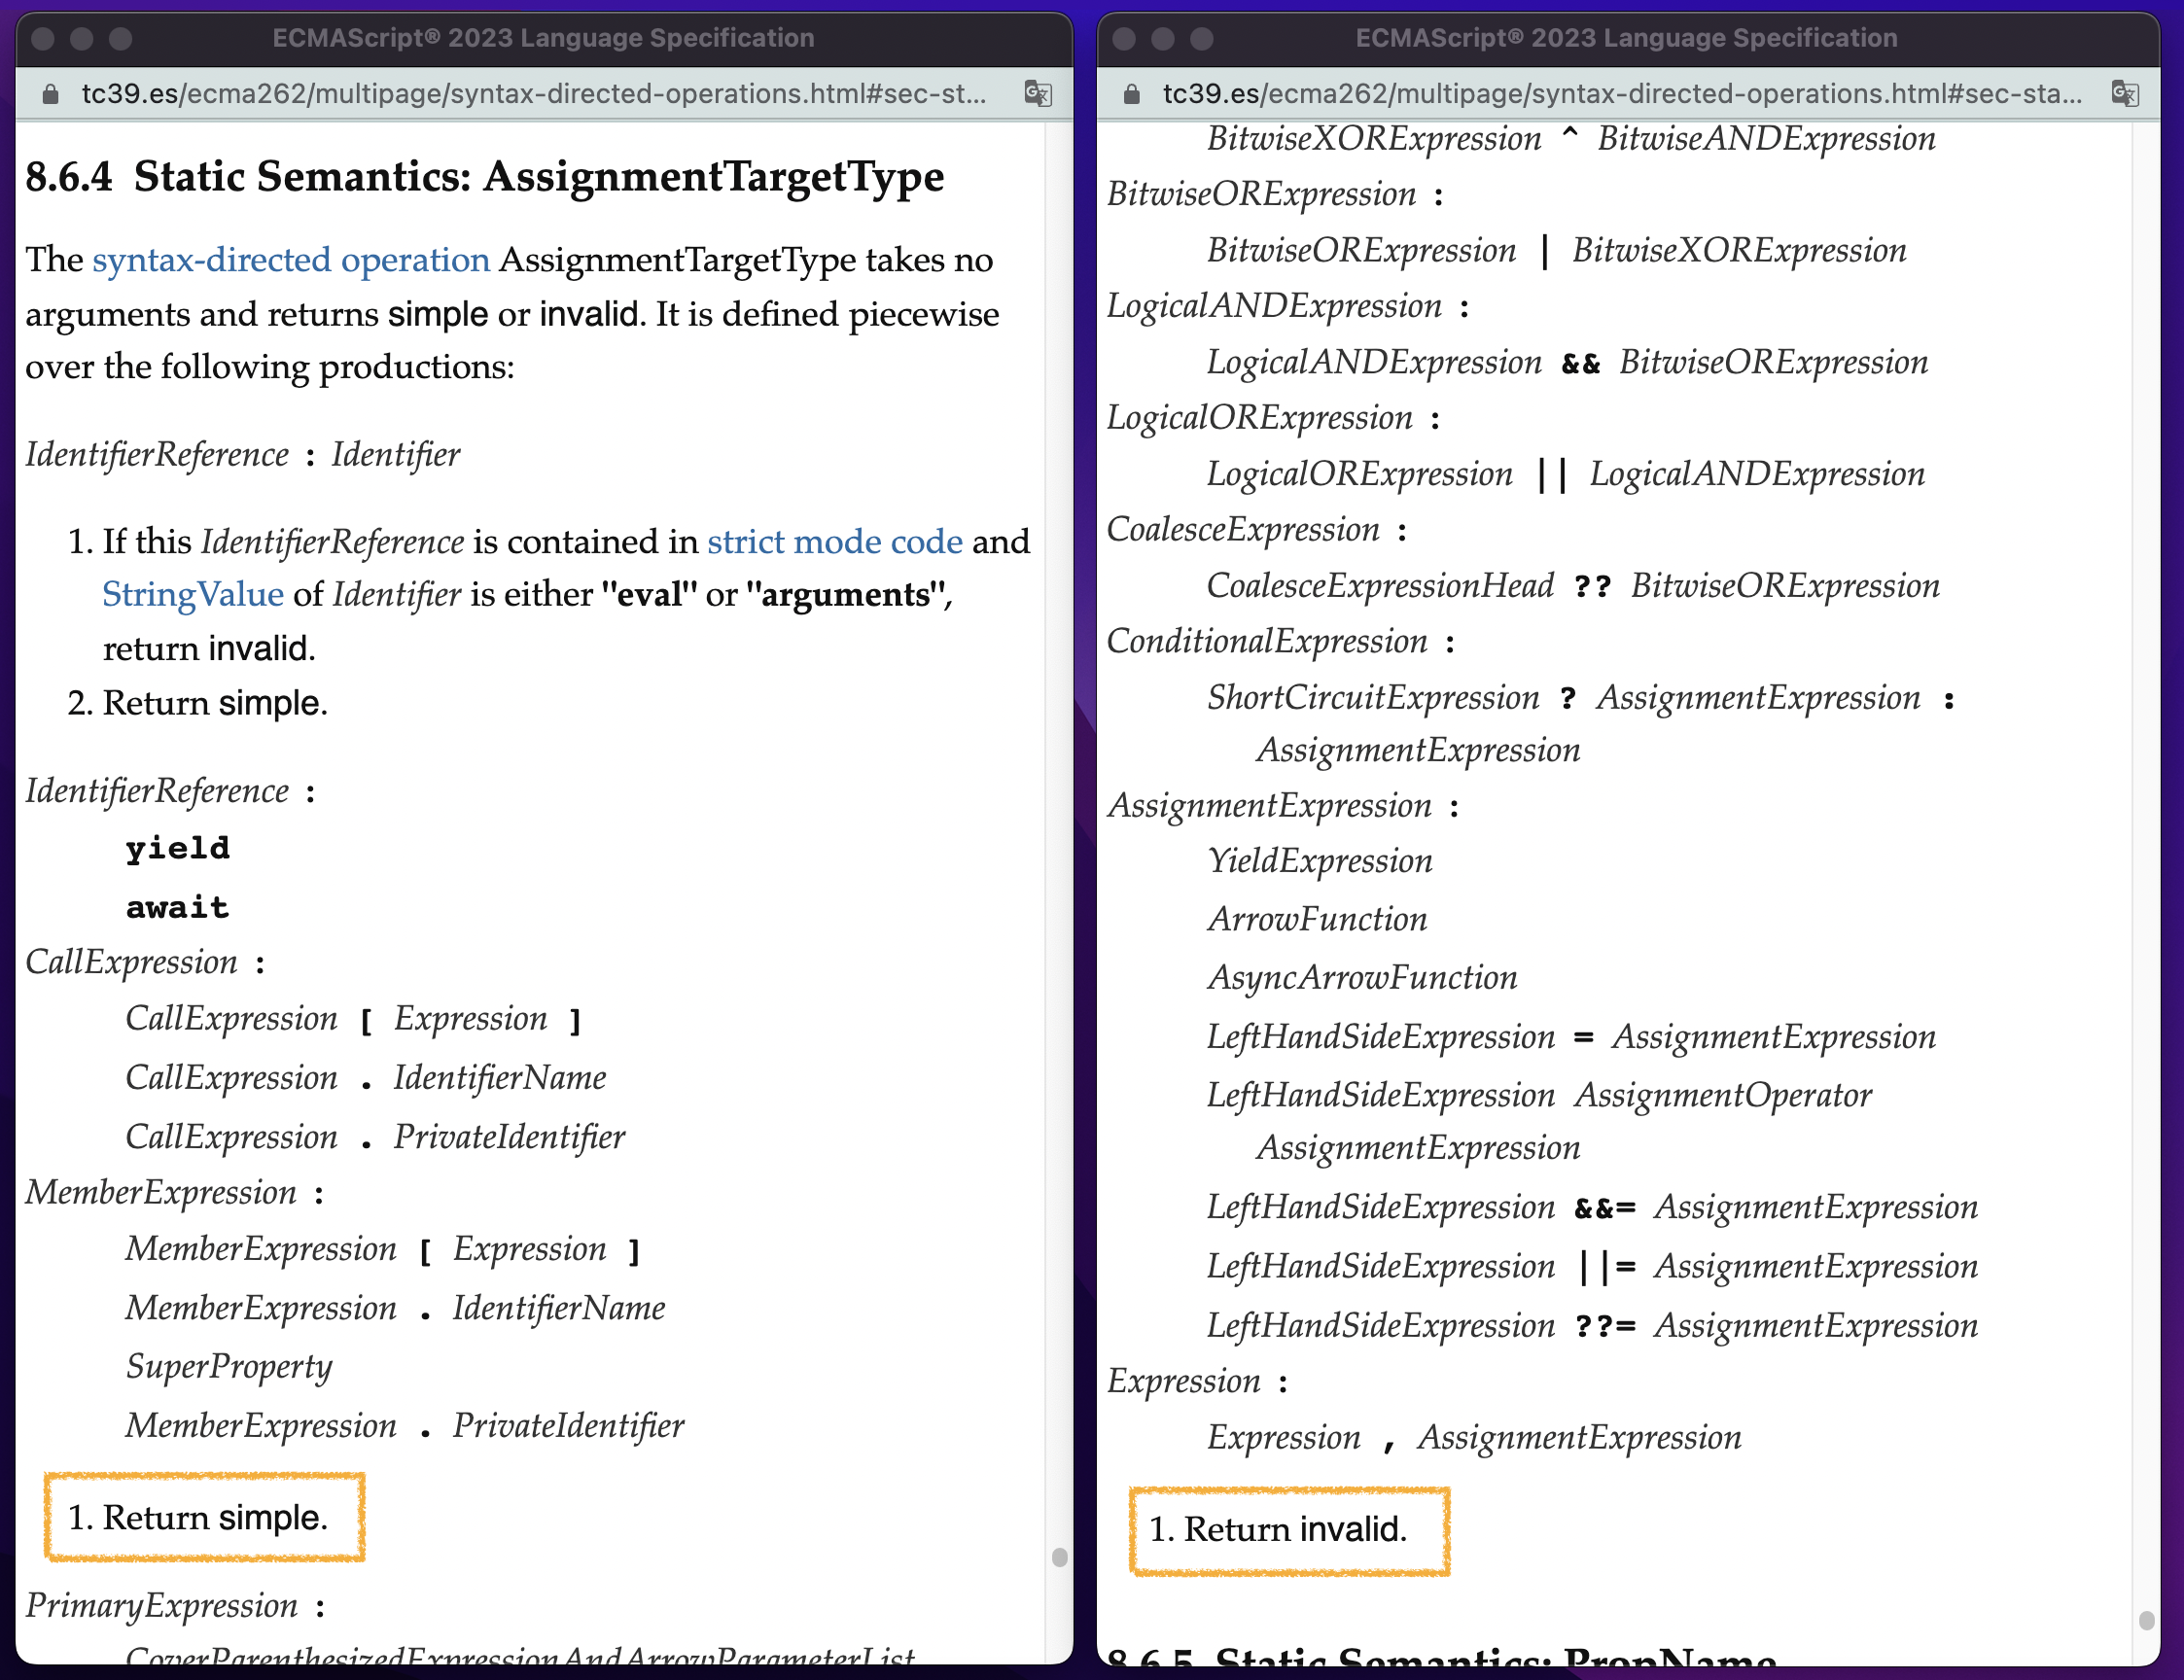 ECMAScript® 2023 Language Specification
tc39.es/ecma262/multipage/syntax-directed-operations.html#sec-st...
8.6.4 Static Semantics: AssignmentTargetType
The syntax-directed operation AssignmentTargetType takes no
arguments and returns simple or invalid. It is defined piecewise
over the following productions:
IdentifierReference : Identifier
1. If this IdentifierReference is contained in strict mode code and
StringValue of Identifier is either "eval" or "arguments",
return invalid.
2. Return simple.
IdentifierReference :
yield
await
CallExpression :
CallExpression [ Expression ]
CallExpression . IdentifierName
CallExpression . PrivateIdentifier
MemberExpression :
MemberExpression [ Expression ]
MemberExpression . IdentifierName
SuperProperty
MemberExpression . PrivateIdentifier
1. Return simple.
PrimaryExpression :
CoverParenthesizedExpressionAndArrowParameterList
ECMAScript® 2023 Language Specification
tc39.es/ecma262/multipage/syntax-directed-operations.html#sec-sta...
BitwiseXORExpression ^ BitwiseANDExpression
BitwiseORExpression :
BitwiseORExpression | BitwiseXORExpression
LogicalANDExpression :
LogicalANDExpression && BitwiseORExpression
LogicalORExpression :
LogicalORExpression || LogicalANDExpression
CoalesceExpression :
CoalesceExpressionHead ?? BitwiseORExpression
ConditionalExpression :
ShortCircuitExpression ? AssignmentExpression :
AssignmentExpression
AssignmentExpression :
YieldExpression
ArrowFunction
AsyncArrowFunction
LeftHandSideExpression = AssignmentExpression
LeftHandSideExpression AssignmentOperator
AssignmentExpression
LeftHandSideExpression &&= AssignmentExpression
LeftHandSideExpression ||= AssignmentExpression
LeftHandSideExpression ??= AssignmentExpression
Expression :
Expression , AssignmentExpression
1. Return invalid.
8.6.5 Static Semantics: PropName